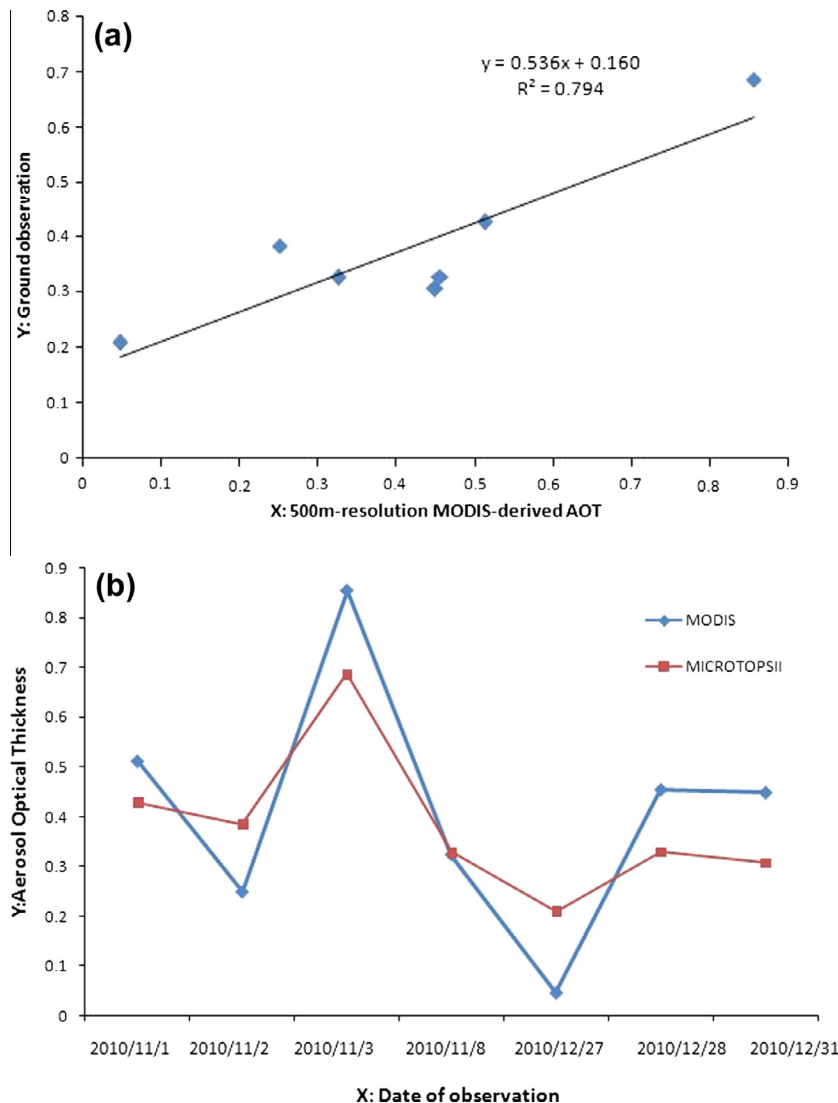 (a)
y = 0.536x + 0.160
R² = 0.794
0.8
0.7
0.6
0.5
0.4
0.3
0.2
0.1
0
Y: Ground observation
0 0.1 0.2 0.3 0.4 0.5 0.6 0.7 0.8 0.9
X: 500m-resolution MODIS-derived AOT
(b)
0.9
0.8
0.7
0.6
0.5
0.4
0.3
0.2
0.1
0
Y:Aerosol Optical Thickness
MODIS
MICROTOPSII
2010/11/1 2010/11/2 2010/11/3 2010/11/8 2010/12/27 2010/12/28 2010/12/31
X: Date of observation